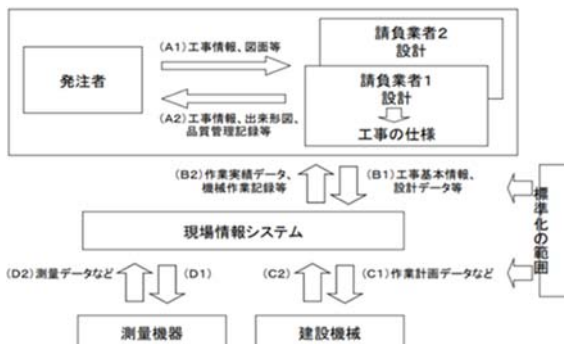 請負業者2
設計
(A1)工事情報、図面等
発注者
請負業者1
設計
(A2)工事情報、出来形図、
品質管理記録等
工事の仕様
(B2)作業実績データ、
機械作業記録等
(B1)工事基本情報、
設計データ等
標準化の範囲
現場情報システム
(D2)測量データなど
(D1)
(C2)
(C1)作業計画データなど
測量機器
建設機械